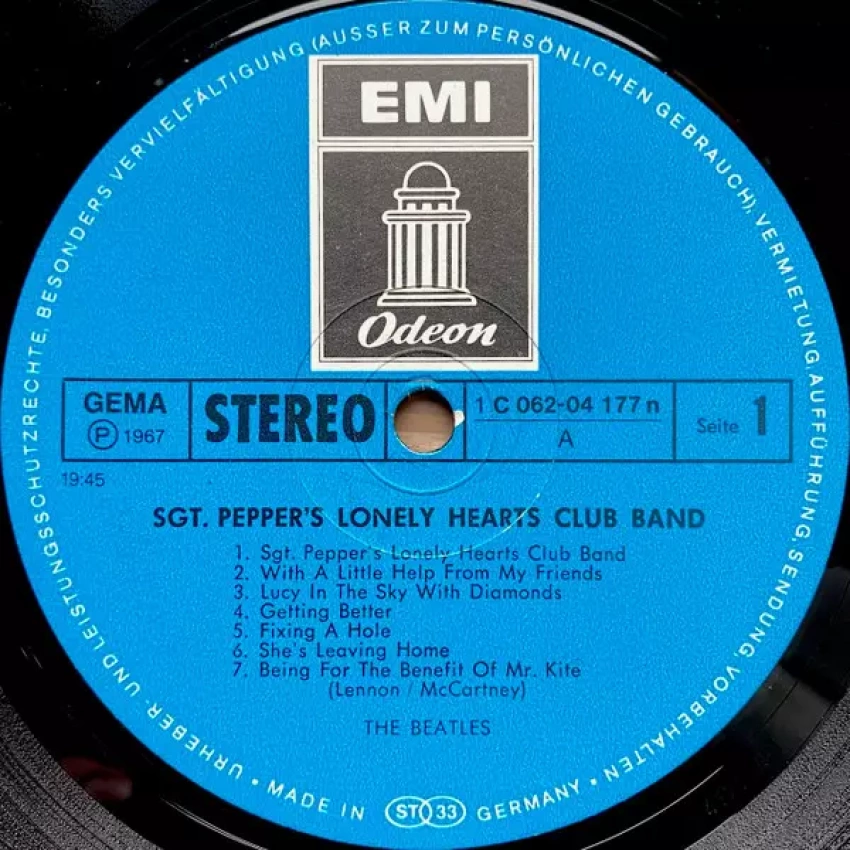 URHEBER- UND LEISTUNGSSCHUTZRECHTE, BESONDERS VERVIELFÄLTIGUNG (AUSSER ZUM PERSÖNLICHEN GEBRAUCH), VERMIETUNG, AUFFÜHRUNG, SENDUNG, VORBEHALTEN •
EMI
Odeon
GEMA
℗ 1967
STEREO
1 C 062-04 177 n
A
Seite 1
19:45
SGT. PEPPER'S LONELY HEARTS CLUB BAND
1. Sgt. Pepper's Lonely Hearts Club Band
2. With A Little Help From My Friends
3. Lucy In The Sky With Diamonds
4. Getting Better
5. Fixing A Hole
6. She's Leaving Home
7. Being For The Benefit Of Mr. Kite
(Lennon / McCartney)
THE BEATLES
• MADE IN ST 33 GERMANY •